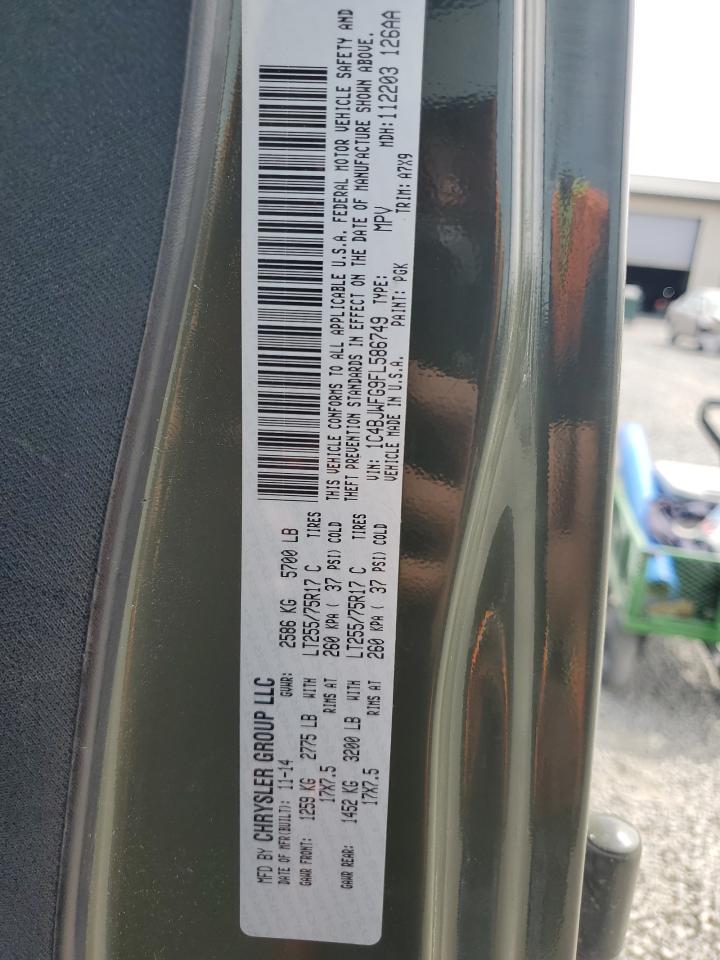 MFD BY CHRYSLER GROUP LLC
DATE OF MFR(BUILT): 11-14 GVWR: 2586 KG 5700 LB
GAWR FRONT: 1259 KG 2775 LB WITH LT255/75R17 C TIRES
17X7.5 RIMS AT 260 KPA ( 37 PSI) COLD
GAWR REAR: 1452 KG 3200 LB WITH LT255/75R17 C TIRES
17X7.5 RIMS AT 260 KPA ( 37 PSI) COLD
THIS VEHICLE CONFORMS TO ALL APPLICABLE U.S.A. FEDERAL MOTOR VEHICLE SAFETY AND
THEFT PREVENTION STANDARDS IN EFFECT ON THE DATE OF MANUFACTURE SHOWN ABOVE.
VIN: 1C4BJWFG9FL586749 TYPE: MPV MDH:112203 126AA
VEHICLE MADE IN U.S.A. PAINT: PGK TRIM: A7X9